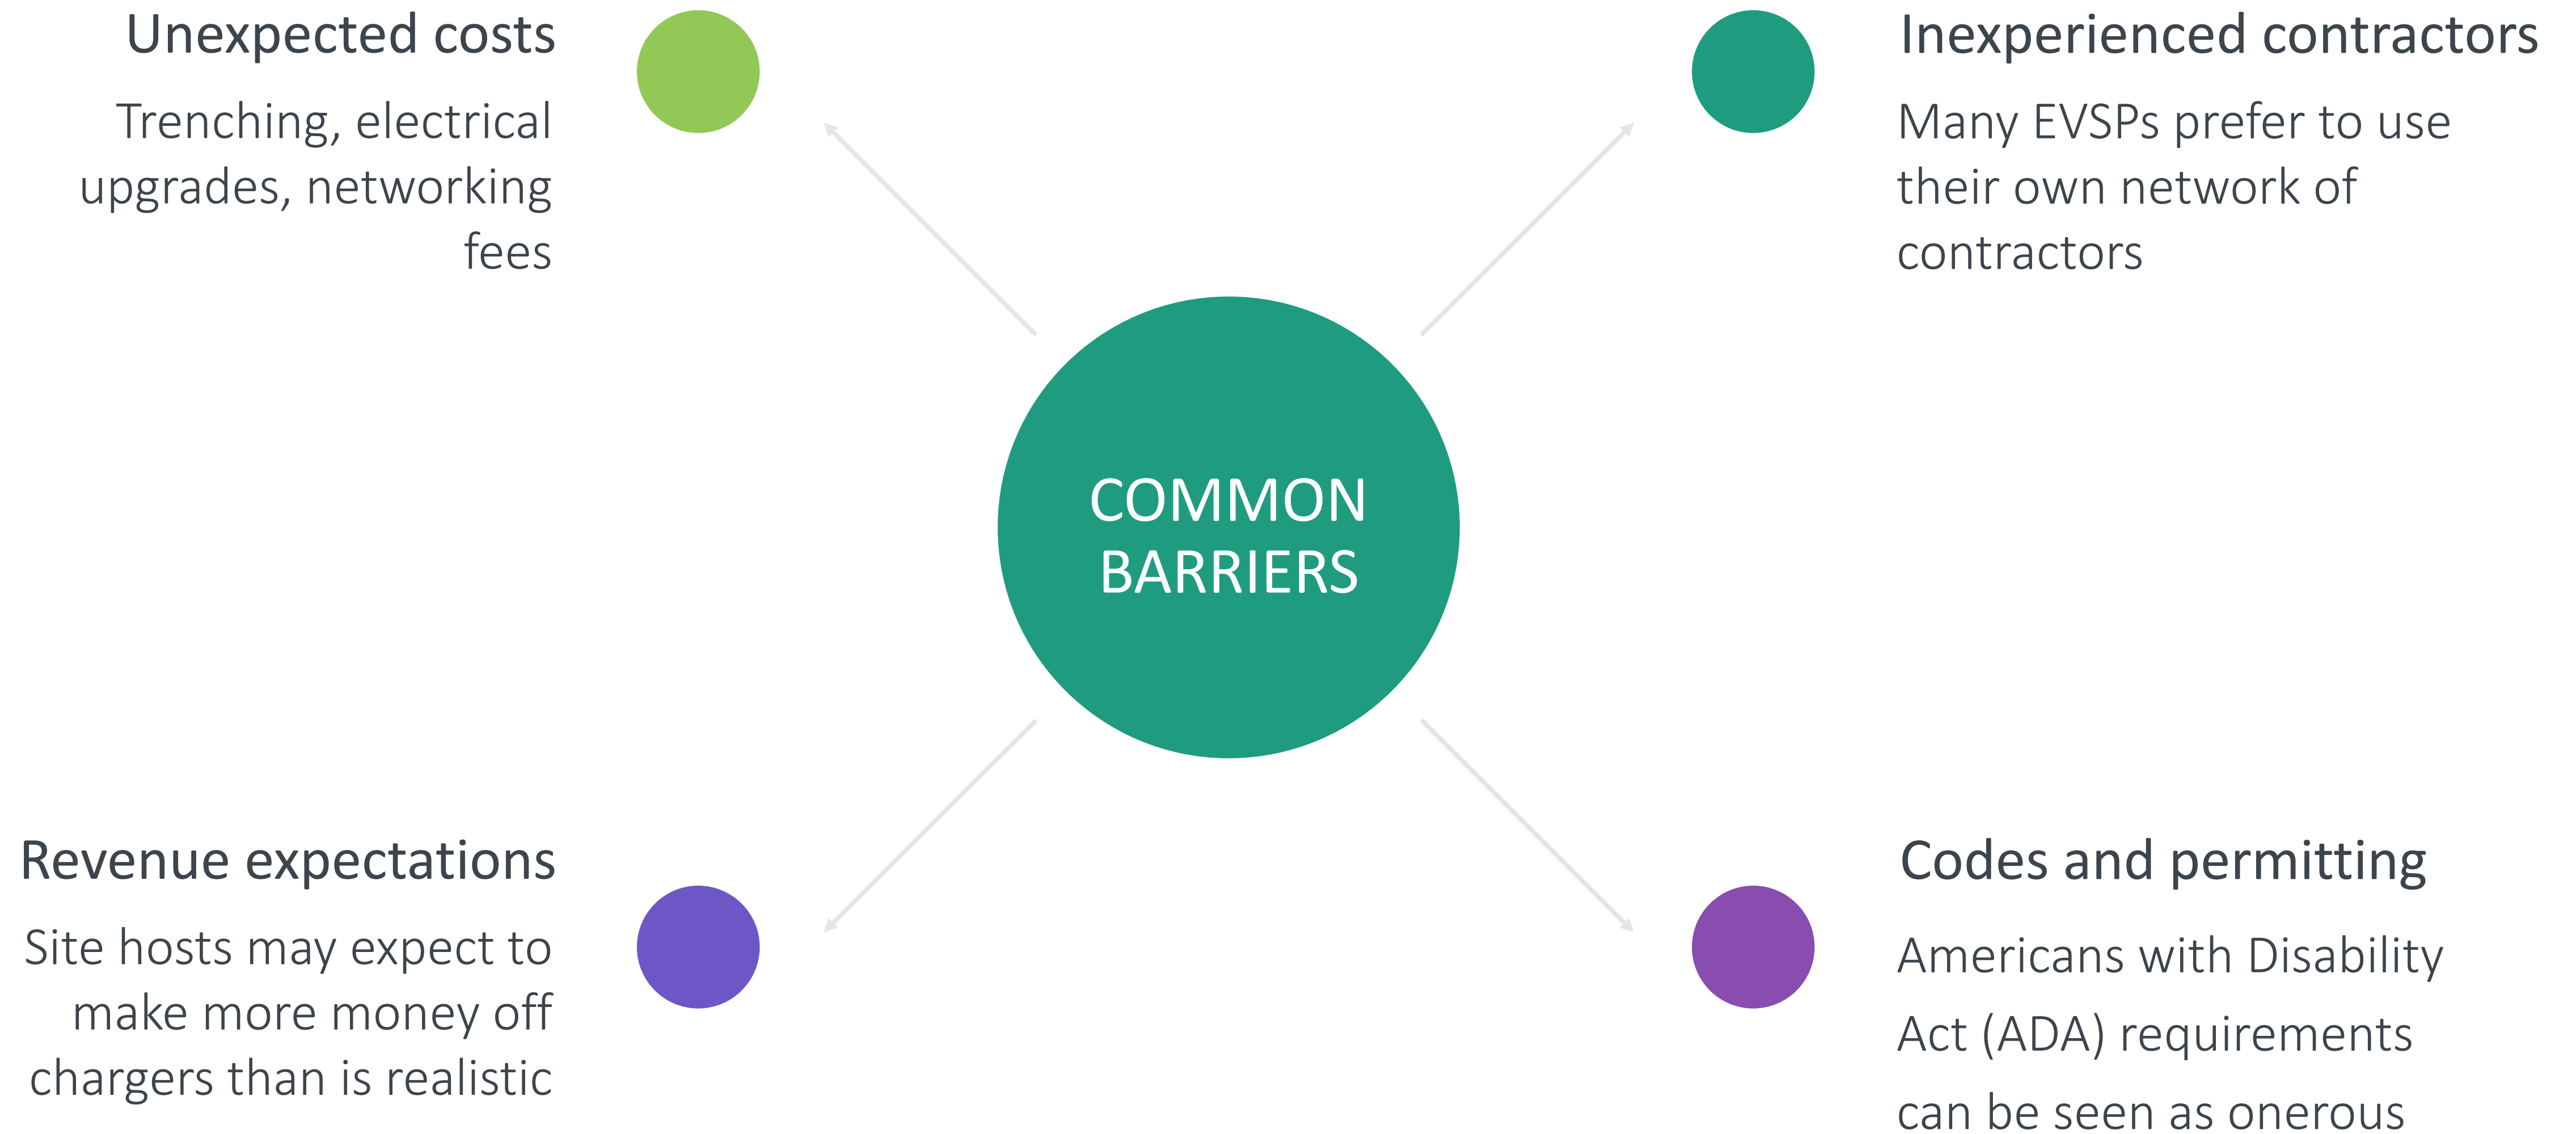 Unexpected costs
Trenching, electrical
upgrades, networking
fees
Inexperienced contractors
Many EVSPs prefer to use
their own network of
contractors
COMMON
BARRIERS
Revenue expectations
Site hosts may expect to
make more money off
chargers than is realistic
Codes and permitting
Americans with Disability
Act (ADA) requirements
can be seen as onerous